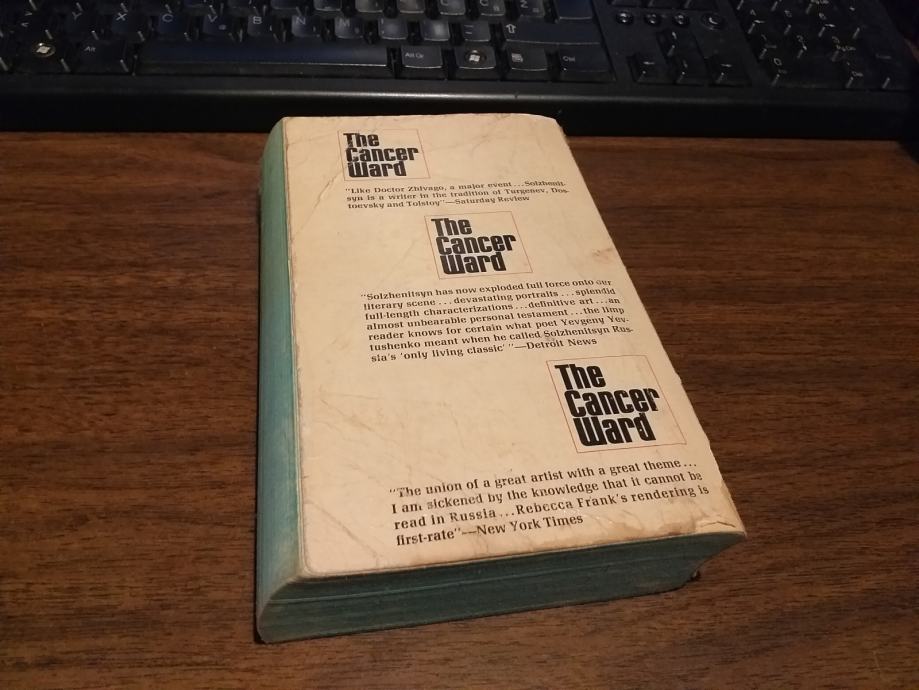 Alt
X
C
V
B
N
M
Alt Gr
Ctrl
The
Cancer
Ward
"Like Doctor Zhivago, a major event...Solzhenit-
syn is a writer in the tradition of Turgenev, Dos-
toevsky and Tolstoy"—Saturday Review
The
Cancer
Ward
"Solzhenitsyn has now exploded full force onto our
literary scene...devastating portraits...splendid
full-length characterizations...definitive art...an
almost unbearable personal testament...the limp
reader knows for certain what poet Yevgeny Yev-
tushenko meant when he called Solzhenitsyn Rus-
sia's 'only living classic' "—Detroit News
The
Cancer
Ward
"The union of a great artist with a great theme...
I am sickened by the knowledge that it cannot be
read in Russia...Rebecca Frank's rendering is
first-rate"—New York Times